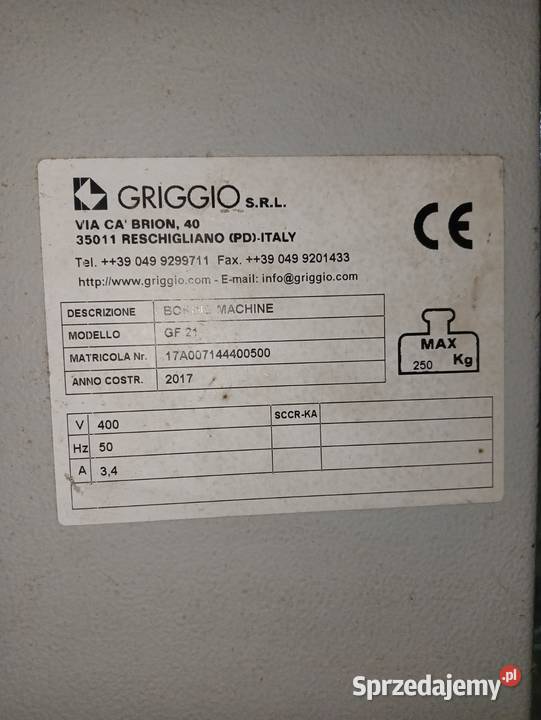 GRIGGIO S.R.L.
VIA CA' BRION, 40
35011 RESCHIGLIANO (PD)-ITALY
Tel. ++39 049 9299711 Fax. ++39 049 9201433
http://www.griggio.com - E-mail: info@griggio.com
CE
DESCRIZIONE MACHINE
MODELLO GF 21
MATRICOLA Nr. 17A007144400500
ANNO COSTR. 2017
MAX
250 Kg
V 400 SCCR-KA
Hz 50
A 3,4
Sprzedajemy.pl